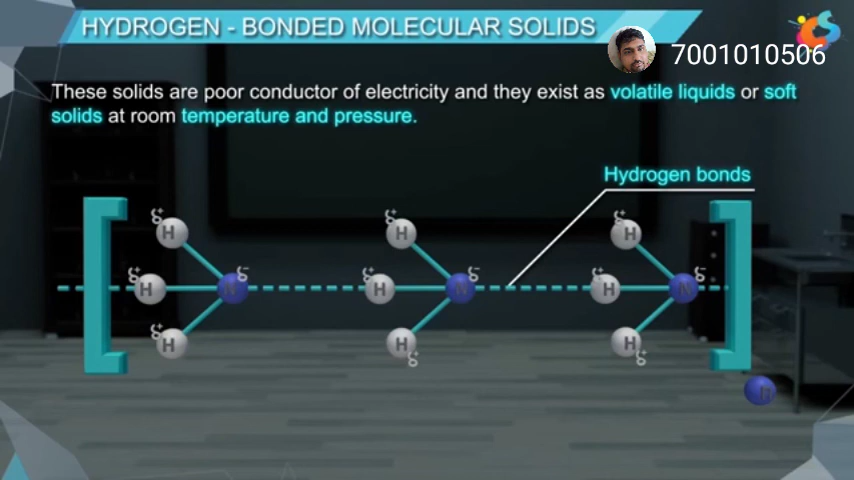 HYDROGEN - BONDED MOLECULAR SOLIDS
CS
7001010506
These solids are poor conductor of electricity and they exist as volatile liquids or soft
solids at room temperature and pressure.
Hydrogen bonds
δ⁺ δ⁺ δ⁺
H H H
δ⁺ δ⁻ δ⁺ δ⁻ δ⁺ δ⁻
H N H N H N
δ⁺
H H H
δ⁺ δ⁺
n